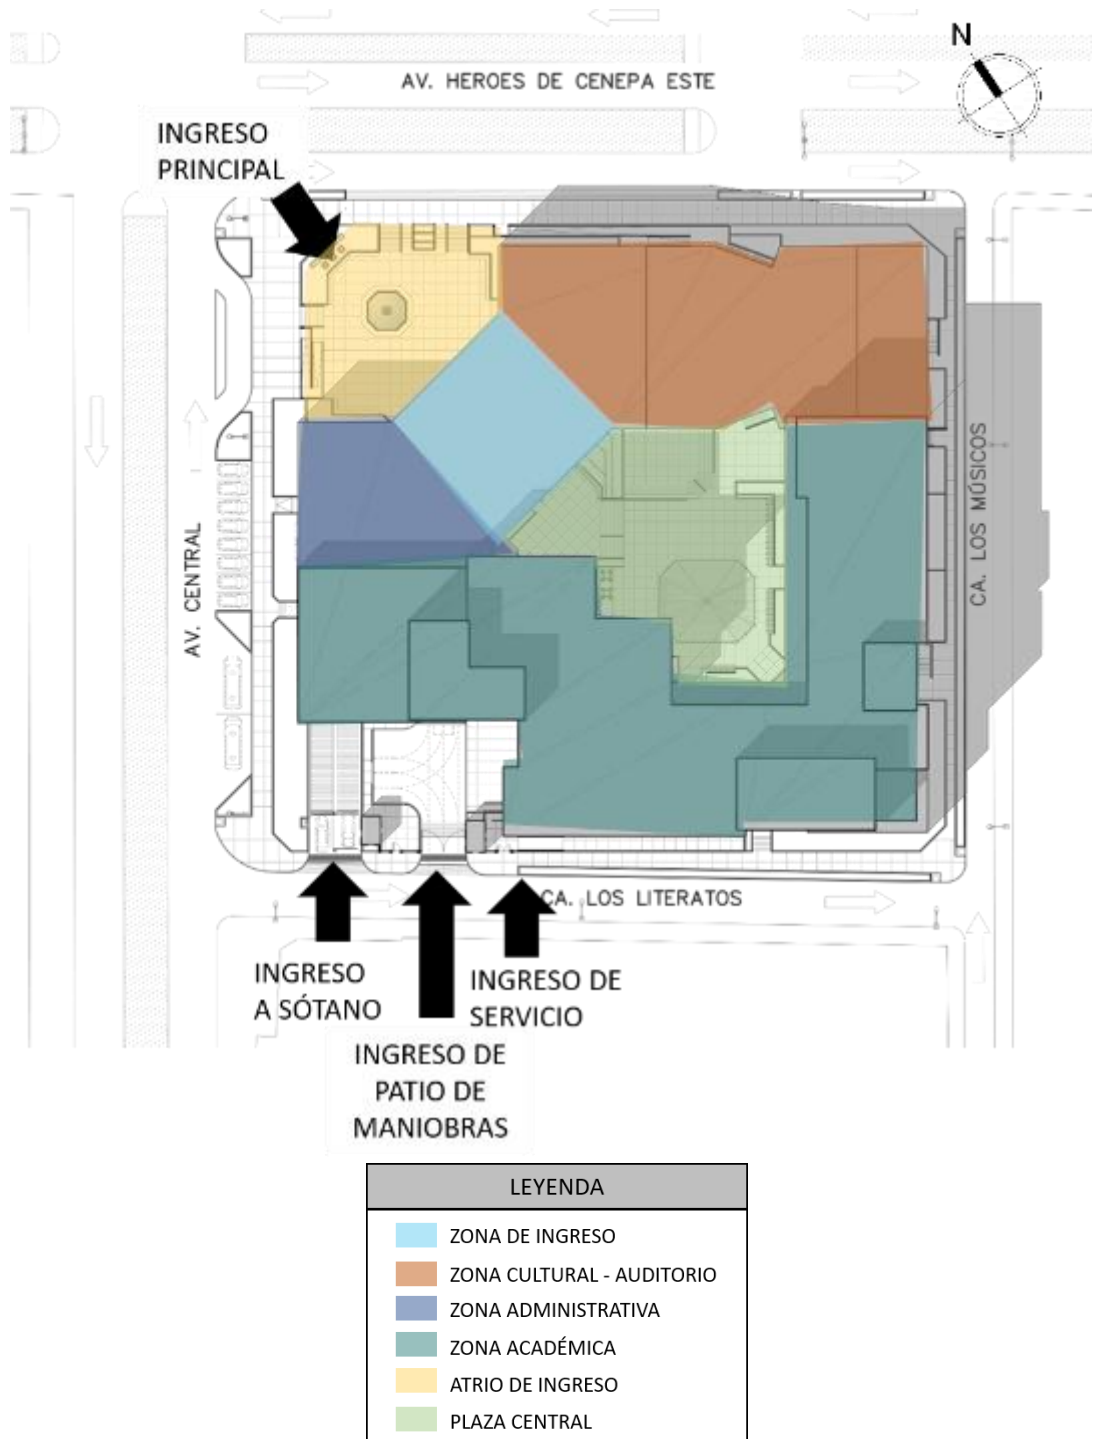 N
AV. HEROES DE CENEPA ESTE
INGRESO
PRINCIPAL
AV. CENTRAL
CA. LOS MÚSICOS
CA. LOS LITERATOS
INGRESO
A SÓTANO
INGRESO DE
SERVICIO
INGRESO DE
PATIO DE
MANIOBRAS
LEYENDA
ZONA DE INGRESO
ZONA CULTURAL - AUDITORIO
ZONA ADMINISTRATIVA
ZONA ACADÉMICA
ATRIO DE INGRESO
PLAZA CENTRAL